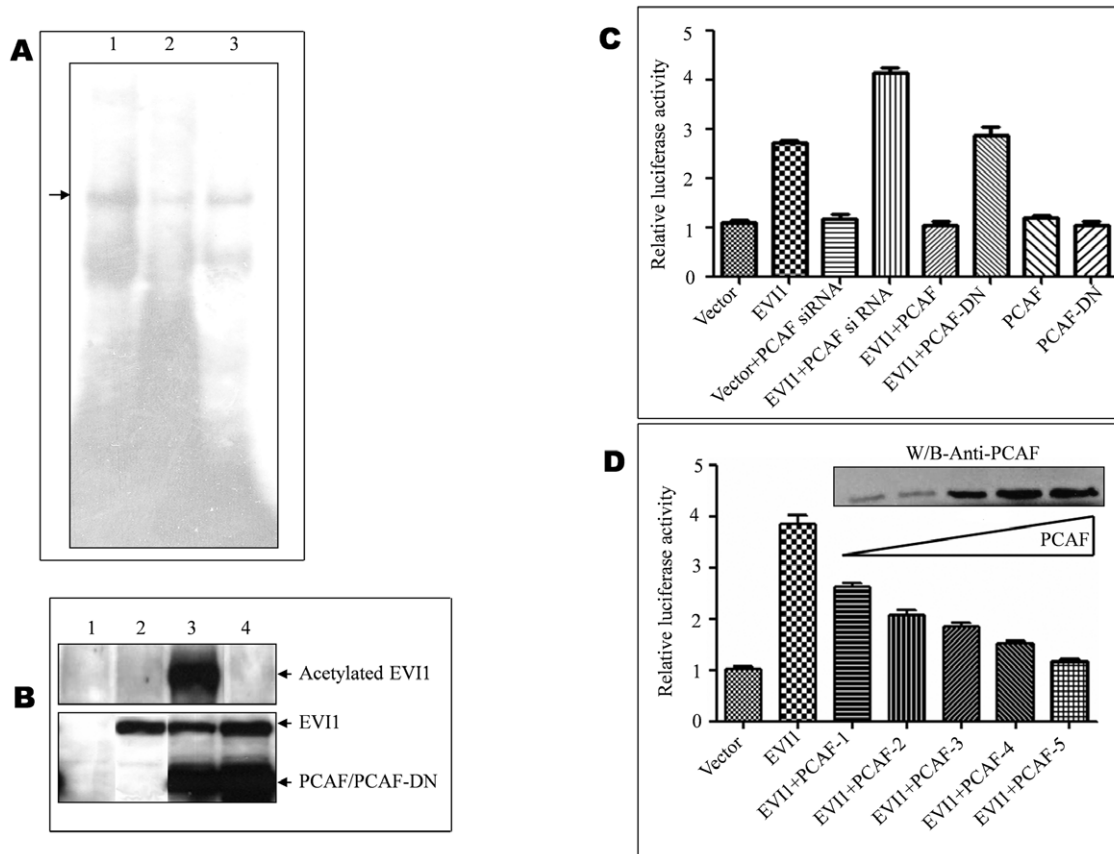 A
1 2 3
B
1 2 3 4
Acetylated EVI1
EVI1
PCAF/PCAF-DN
C
Relative luciferase activity
5
4
3
2
1
0
Vector
EVI1
Vector+PCAF siRNA
EVI1+PCAF si RNA
EVI1+PCAF
EVI1+PCAF-DN
PCAF
PCAF-DN
D
W/B-Anti-PCAF
PCAF
Relative luciferase activity
5
4
3
2
1
0
Vector
EVI1
EVI1+PCAF-1
EVI1+PCAF-2
EVI1+PCAF-3
EVI1+PCAF-4
EVI1+PCAF-5